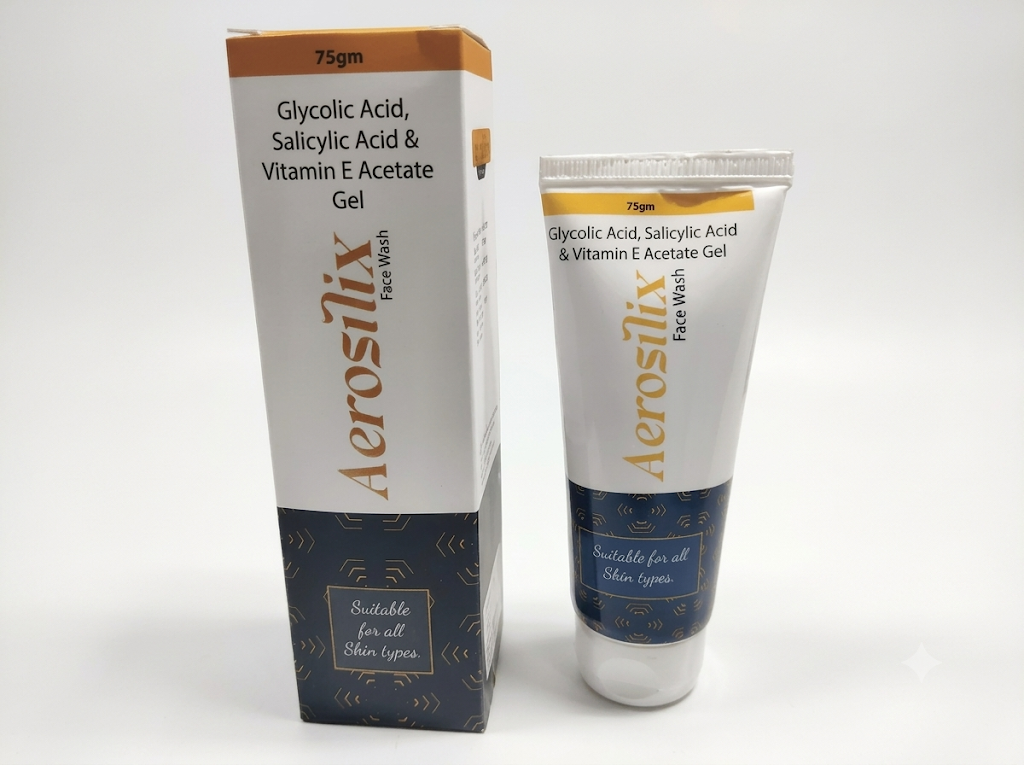 75gm
Glycolic Acid,
Salicylic Acid &
Vitamin E Acetate
Gel
Aerosilix
Face Wash
Suitable
for all
Skin types.
75gm
Glycolic Acid, Salicylic Acid
& Vitamin E Acetate Gel
Aerosilix
Face Wash
Suitable for all
Skin types.